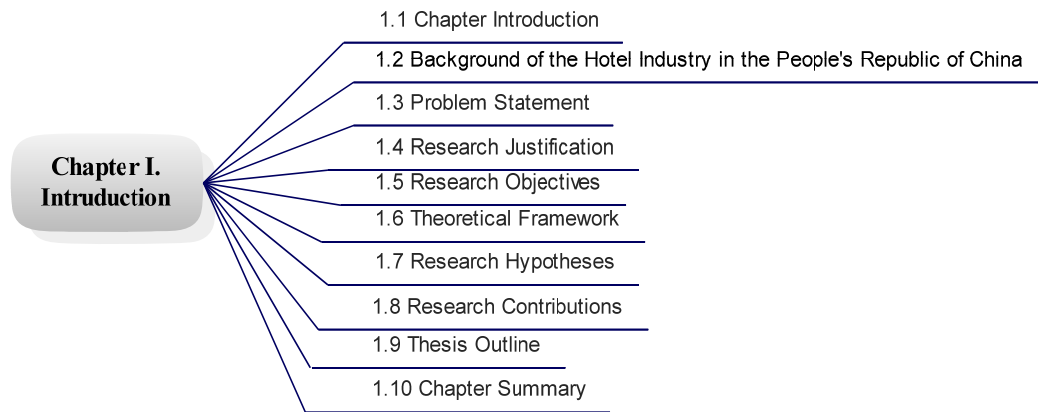 Chapter I.
Intruduction
1.1 Chapter Introduction
1.2 Background of the Hotel Industry in the People's Republic of China
1.3 Problem Statement
1.4 Research Justification
1.5 Research Objectives
1.6 Theoretical Framework
1.7 Research Hypotheses
1.8 Research Contributions
1.9 Thesis Outline
1.10 Chapter Summary